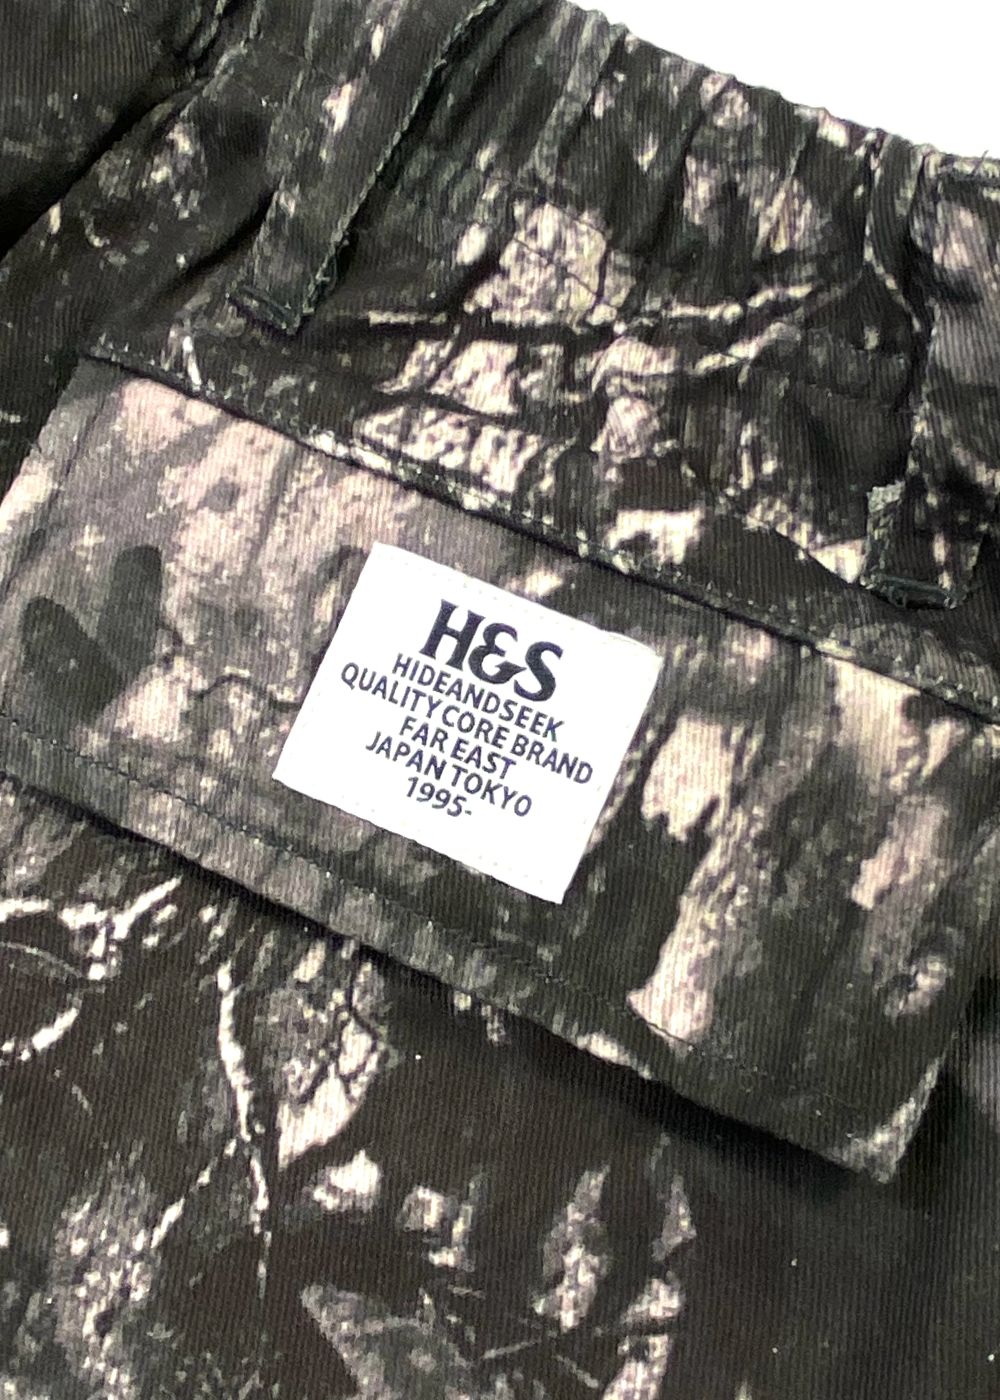 H&S
HIDEANDSEEK
QUALITY CORE BRAND
FAR EAST
JAPAN TOKYO
1995-